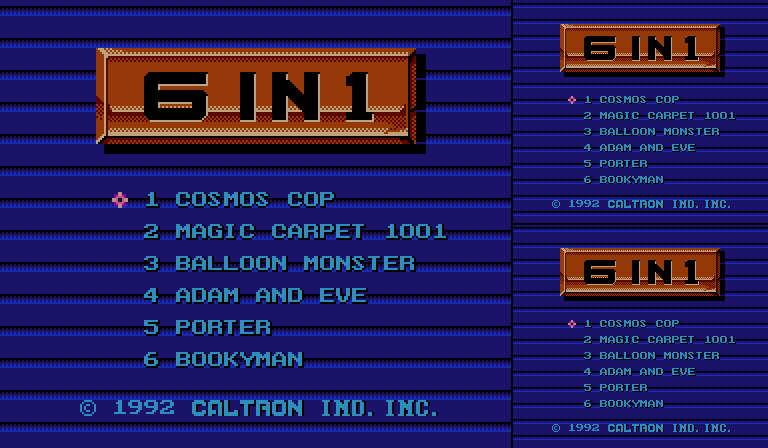 6 IN 1
1 COSMOS COP
2 MAGIC CARPET 1001
3 BALLOON MONSTER
4 ADAM AND EVE
5 PORTER
6 BOOKYMAN
© 1992 CALTRON IND. INC.
6 IN 1
1 COSMOS COP
2 MAGIC CARPET 1001
3 BALLOON MONSTER
4 ADAM AND EVE
5 PORTER
6 BOOKYMAN
© 1992 CALTRON IND. INC.
6 IN 1
1 COSMOS COP
2 MAGIC CARPET 1001
3 BALLOON MONSTER
4 ADAM AND EVE
5 PORTER
6 BOOKYMAN
© 1992 CALTRON IND. INC.